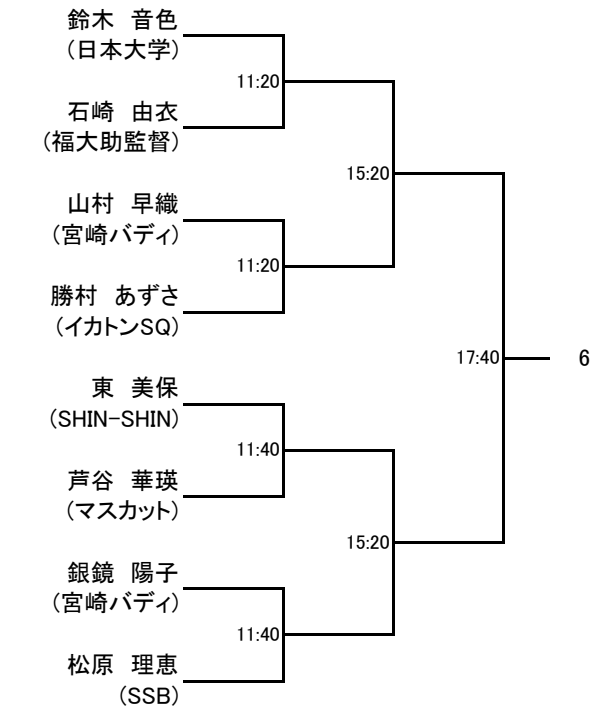 鈴木　音色
（日本大学）
11:20
石崎　由衣
（福大助監督）
15:20
山村　早織
（宮崎バディ）
11:20
勝村　あずさ
（イカトンSQ）
17:40
6
東　美保
（SHIN-SHIN）
11:40
芦谷　華瑛
（マスカット）
15:20
銀鏡　陽子
（宮崎バディ）
11:40
松原　理恵
（SSB）